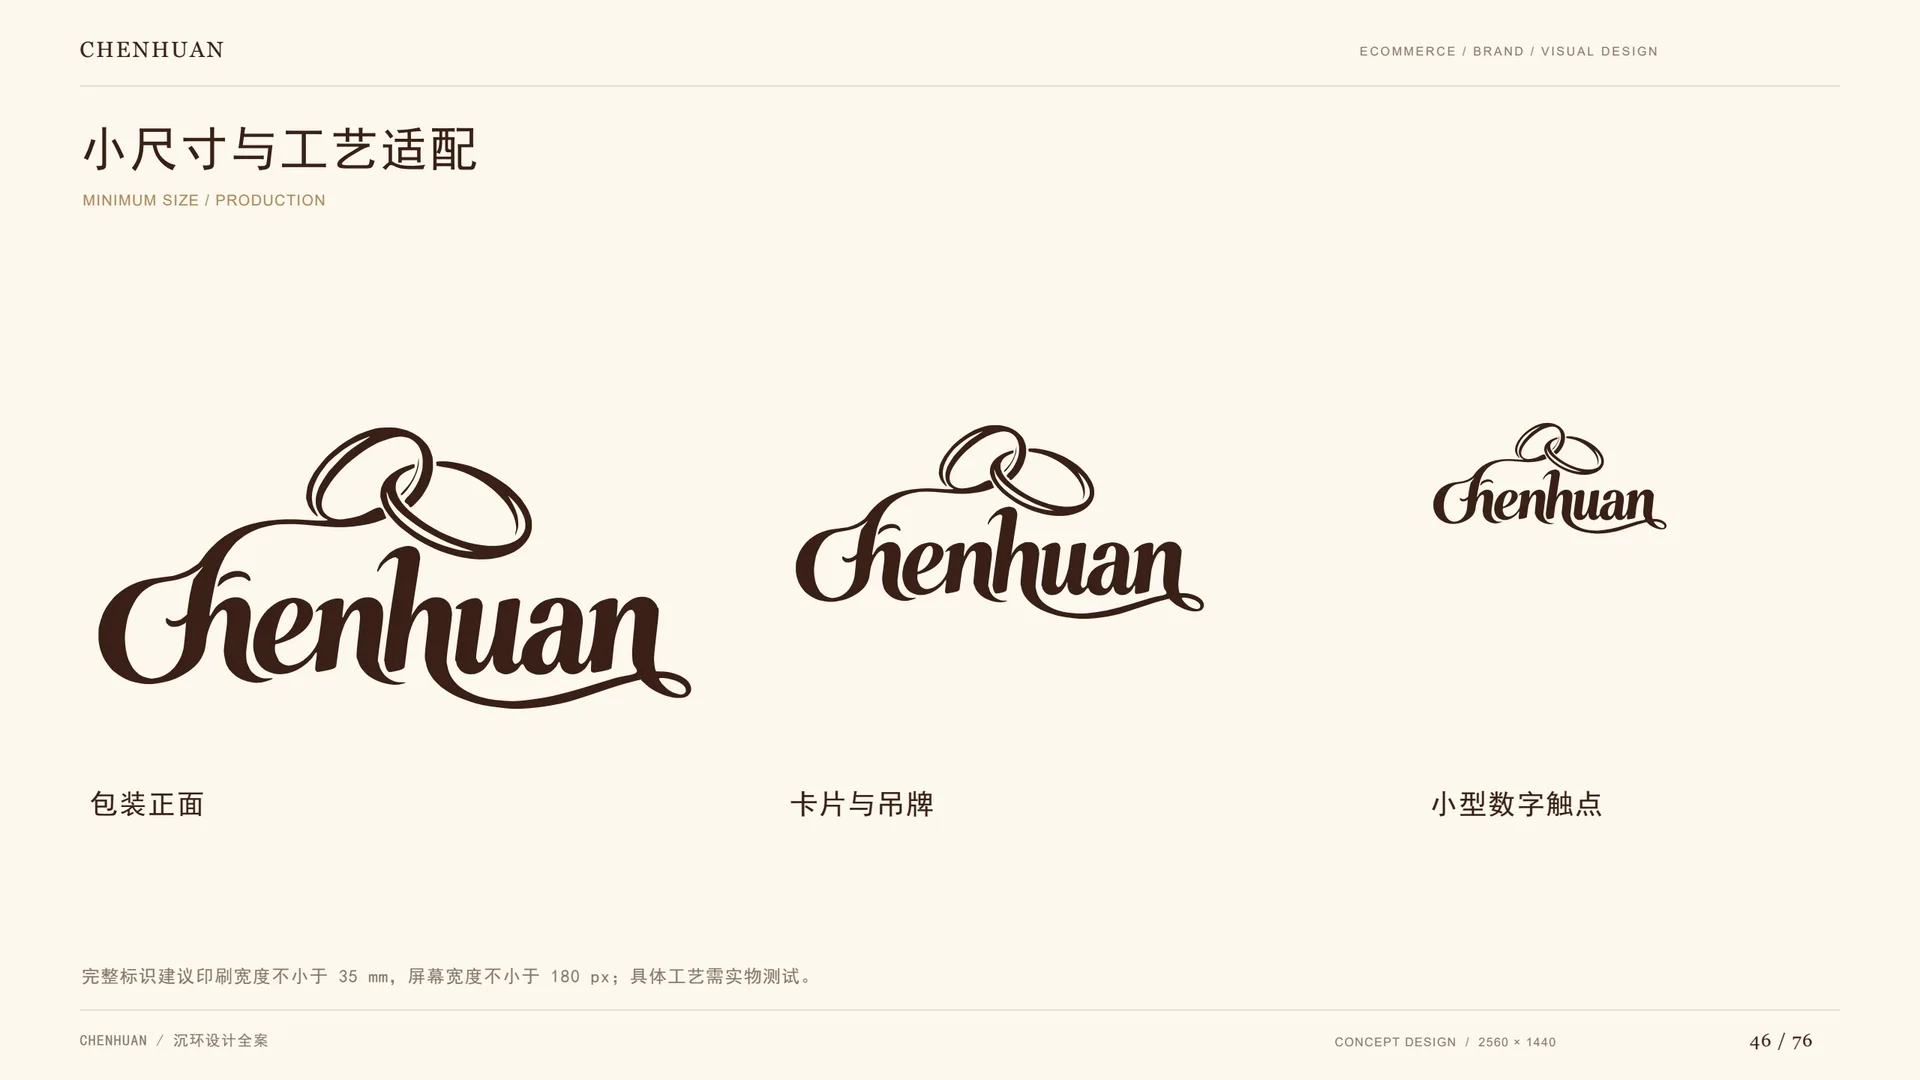 CHENHUAN
ECOMMERCE / BRAND / VISUAL DESIGN
小尺寸与工艺适配
MINIMUM SIZE / PRODUCTION
Chenhuan
Chenhuan
Chenhuan
包装正面
卡片与吊牌
小型数字触点
完整标识建议印刷宽度不小于 35 mm，屏幕宽度不小于 180 px；具体工艺需实物测试。
CHENHUAN / 沉环设计全案
CONCEPT DESIGN / 2560 × 1440
46 / 76